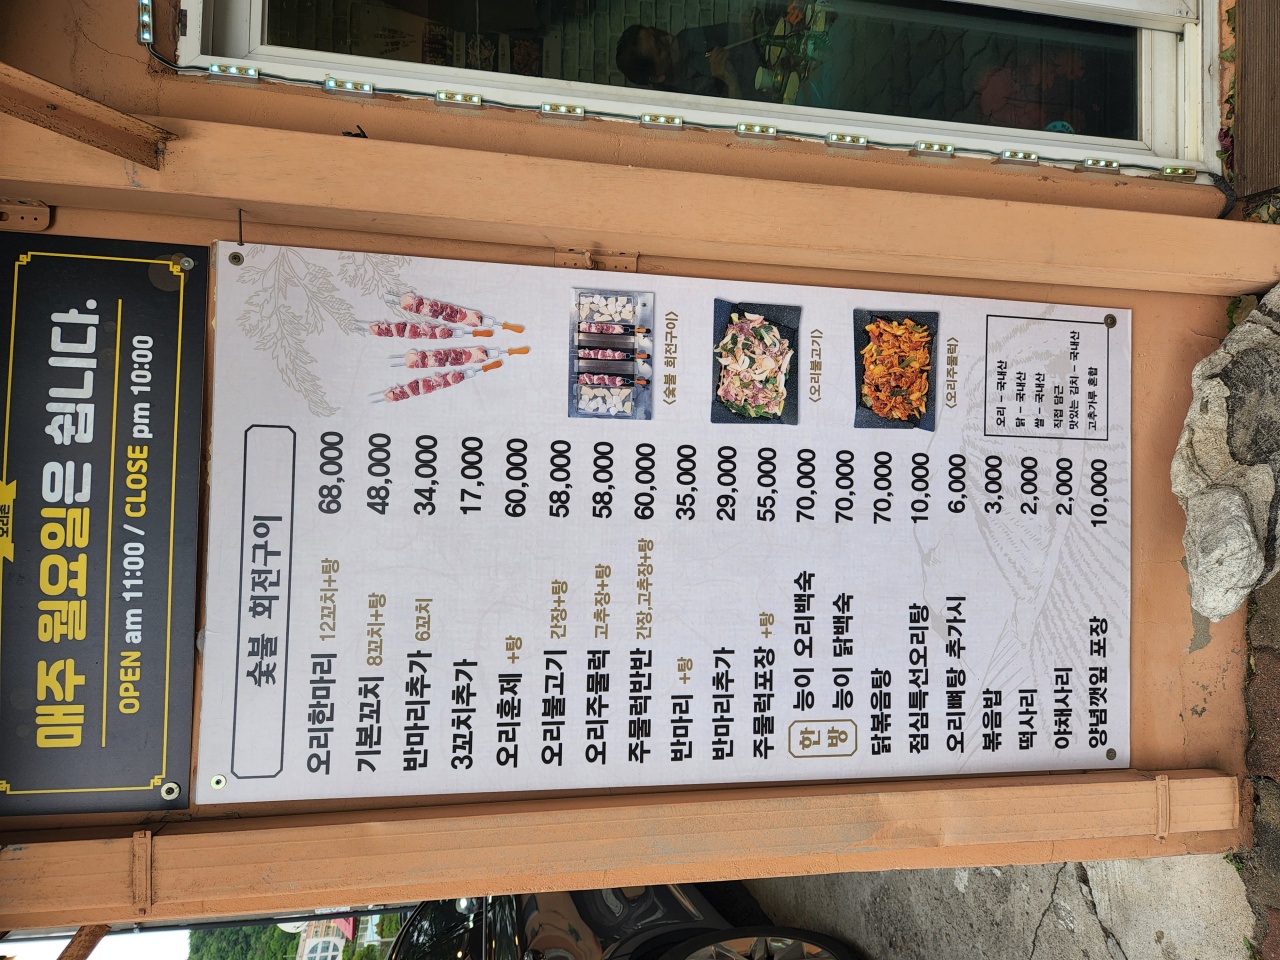 오리촌
매주 월요일은 쉽니다.
OPEN am 11:00 / CLOSE pm 10:00
숯불 회전구이
오리한마리 12꼬치+탕 68,000
기본꼬치 8꼬치+탕 48,000
반마리추가 6꼬치 34,000
3꼬치추가 17,000
오리훈제 +탕 60,000
오리불고기 간장+탕 58,000
오리주물럭 고추장+탕 58,000
주물럭반반 간장,고추장+탕 60,000
반마리 +탕 35,000
반마리추가 29,000
주물럭포장 +탕 55,000
한방 능이 오리백숙 70,000
능이 닭백숙 70,000
닭볶음탕 70,000
점심특선오리탕 10,000
오리뼈탕 추가시 6,000
볶음밥 3,000
떡사리 2,000
야채사리 2,000
양념깻잎 포장 10,000
<숯불 회전구이>
<오리불고기>
<오리주물럭>
오리 - 국내산
닭 - 국내산
쌀 - 국내산
직접 담근
맛있는 김치 - 국내산
고추가루 혼합